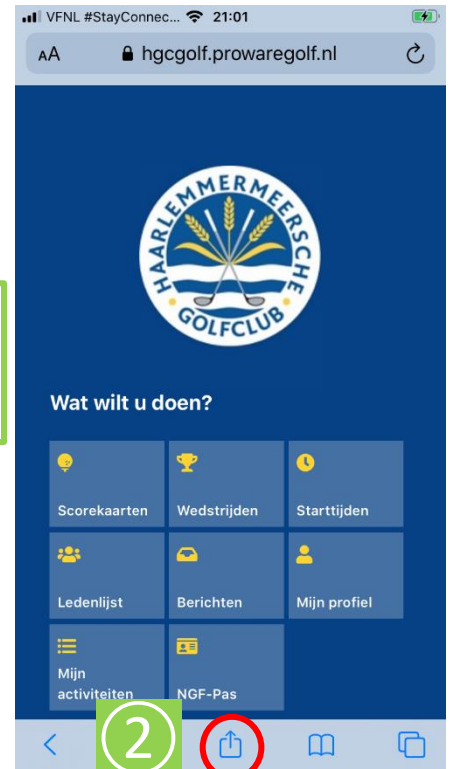 VFNL #StayConnec... 21:01
AA hgcgolf.prowaregolf.nl
HAARLEMMERMEERSCHE
GOLFCLUB
Wat wilt u doen?
Scorekaarten Wedstrijden Starttijden
Ledenlijst Berichten Mijn profiel
Mijn
activiteiten NGF-Pas
2